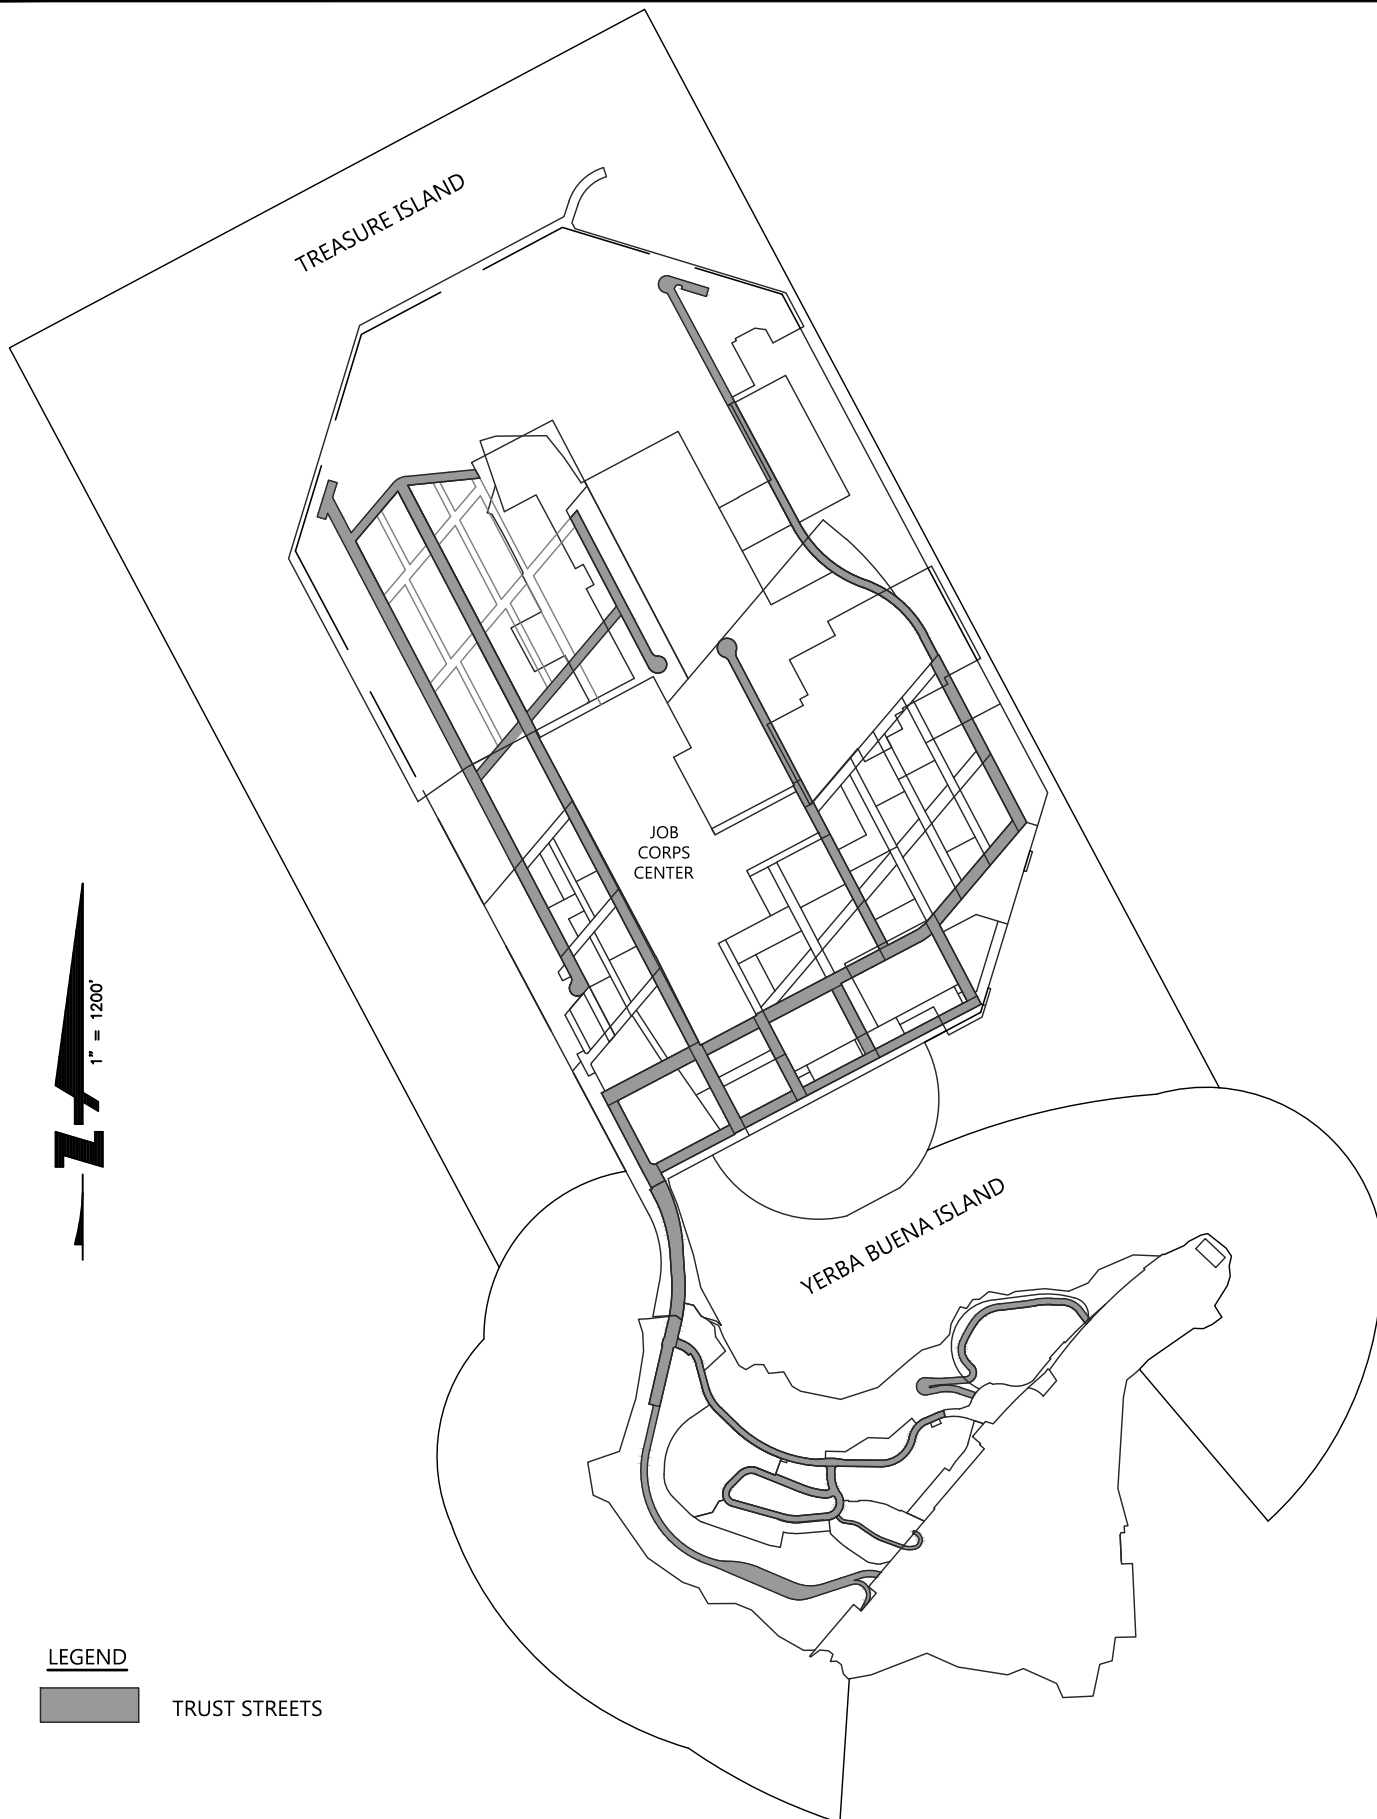 TREASURE ISLAND
JOB
CORPS
CENTER
1" = 1200'
N
YERBA BUENA ISLAND
LEGEND
TRUST STREETS